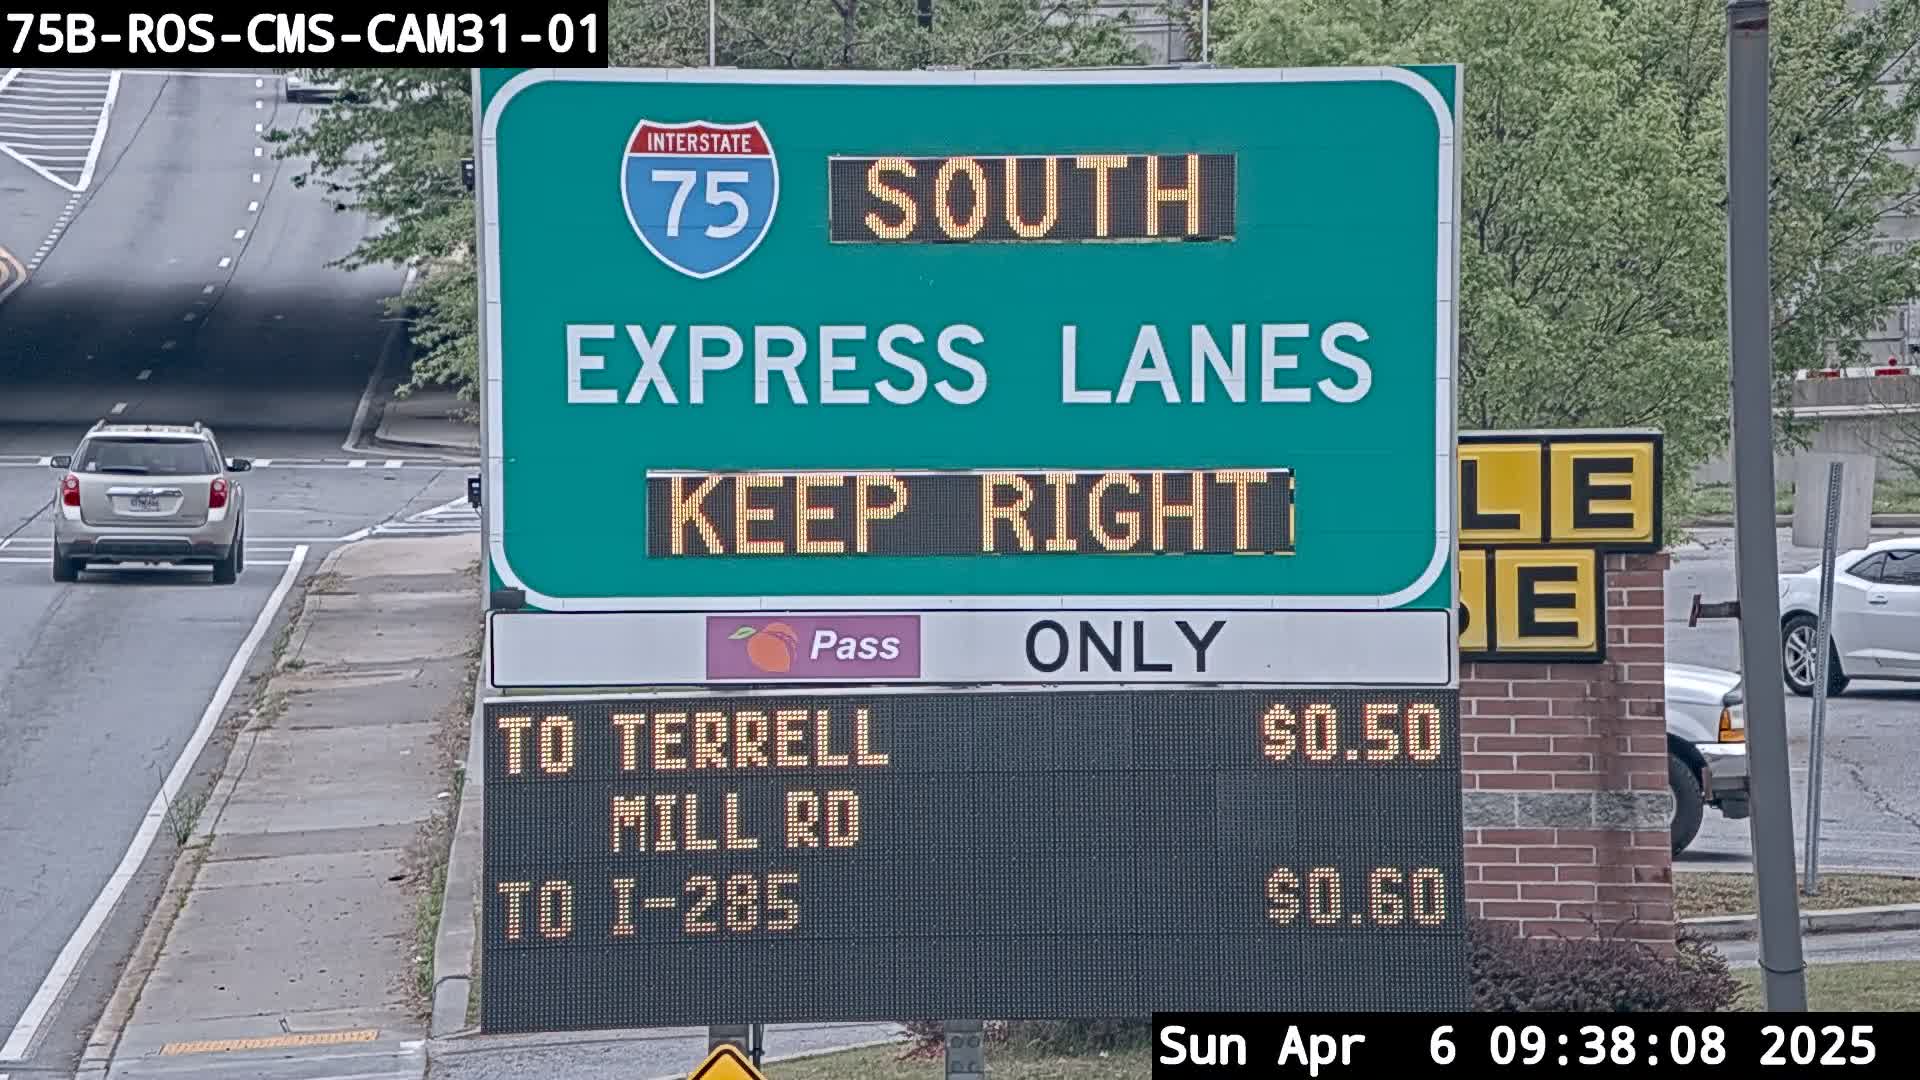 75B-ROS-CMS-CAM31-01
INTERSTATE
75
SOUTH
EXPRESS LANES
KEEP RIGHT
Pass ONLY
TO TERRELL $0.50
MILL RD
TO I-285 $0.60
LE
E
Sun Apr 6 09:38:08 2025